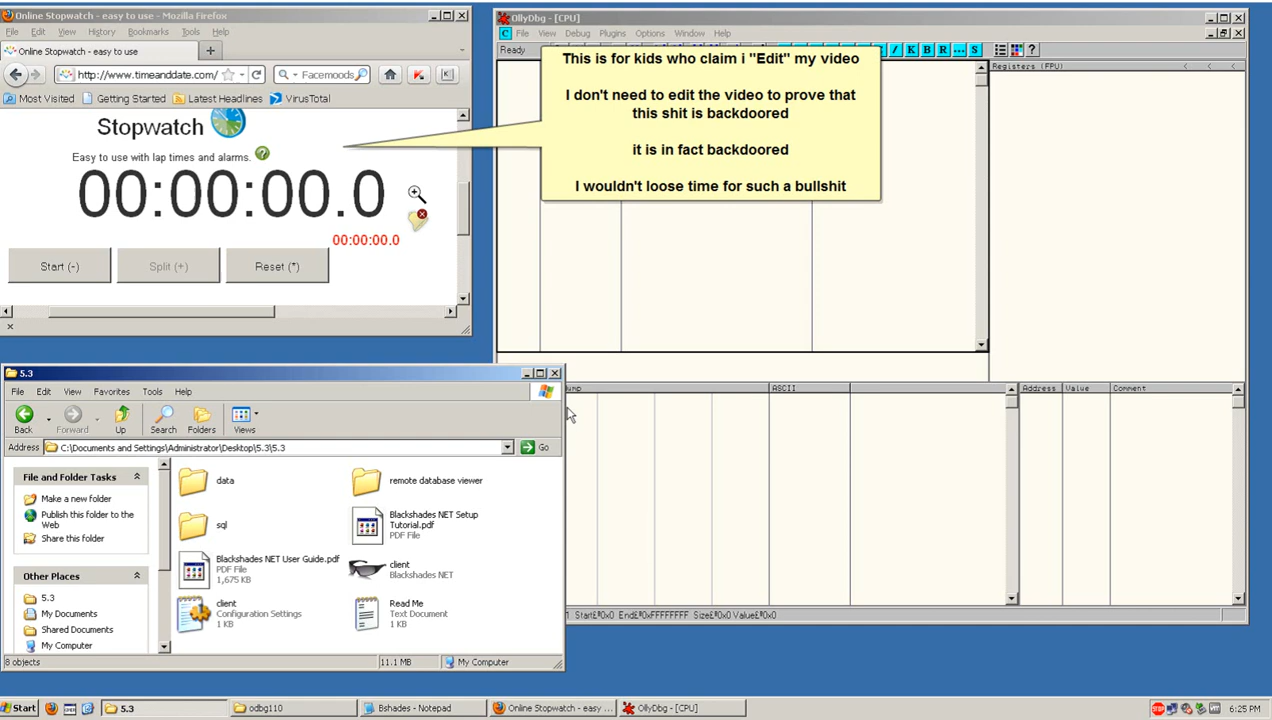 Online Stopwatch - easy to use - Mozilla Firefox
File Edit View History Bookmarks Tools Help
Online Stopwatch - easy to use
http://www.timeanddate.com/
Facemoods
Most Visited Getting Started Latest Headlines VirusTotal
Stopwatch
Easy to use with lap times and alarms.
00:00:00.0
00:00:00.0
Start (-) Split (+) Reset (*)
OllyDbg - [CPU]
File View Debug Plugins Options Window Help
Ready
/ K B R ... S
Registers (FPU)
This is for kids who claim i "Edit" my video
I don't need to edit the video to prove that
this shit is backdoored
it is in fact backdoored
I wouldn't loose time for such a bullshit
ASCII
Address Value Comment
Start:0x0 End:0xFFFFFFFF Size:0x0 Value:0x0
5.3
File Edit View Favorites Tools Help
Back Forward Up Search Folders Views
Address C:\Documents and Settings\Administrator\Desktop\5.3\5.3 Go
File and Folder Tasks
Make a new folder
Publish this folder to the
Web
Share this folder
Other Places
5.3
My Documents
Shared Documents
My Computer
data
remote database viewer
sql
Blackshades NET Setup
Tutorial.pdf
PDF File
Blackshades NET User Guide.pdf
PDF File
1,675 KB
client
Blackshades NET
client
Configuration Settings
1 KB
Read Me
Text Document
1 KB
8 objects 11.1 MB My Computer
Start 5.3 odbg110 Bshades - Notepad Online Stopwatch - easy ... OllyDbg - [CPU] 6:25 PM